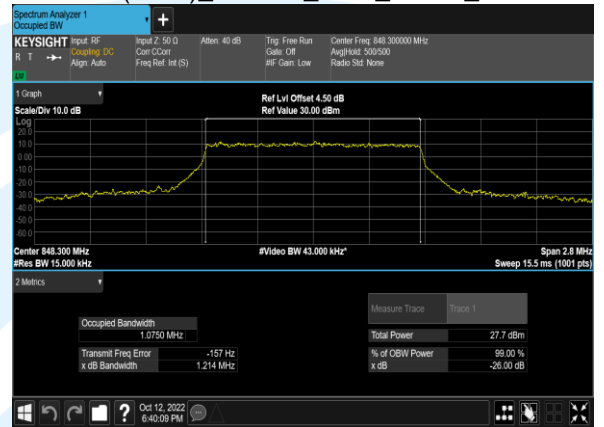 Spectrum Analyzer 1
Occupied BW
KEYSIGHT
R T
LVI
Input: RF
Coupling: DC
Align: Auto
Input Z: 50 Ω
Corr CCorr
Freq Ref: Int (S)
Atten: 40 dB
Trig: Free Run
Gate: Off
#IF Gain: Low
Center Freq: 848.300000 MHz
Avg|Hold: 500/500
Radio Std: None
1 Graph
Scale/Div 10.0 dB
Ref Lvl Offset 4.50 dB
Ref Value 30.00 dBm
Log
20.0
10.0
0.00
-10.0
-20.0
-30.0
-40.0
-50.0
-60.0
Center 848.300 MHz
#Res BW 15.000 kHz
#Video BW 43.000 kHz*
Span 2.8 MHz
Sweep 15.5 ms (1001 pts)
2 Metrics
Measure Trace
Trace 1
Occupied Bandwidth
1.0750 MHz
Total Power
27.7 dBm
Transmit Freq Error
-157 Hz
% of OBW Power
99.00 %
x dB Bandwidth
1.214 MHz
x dB
-26.00 dB
?
Oct 12, 2022
6:40:09 PM